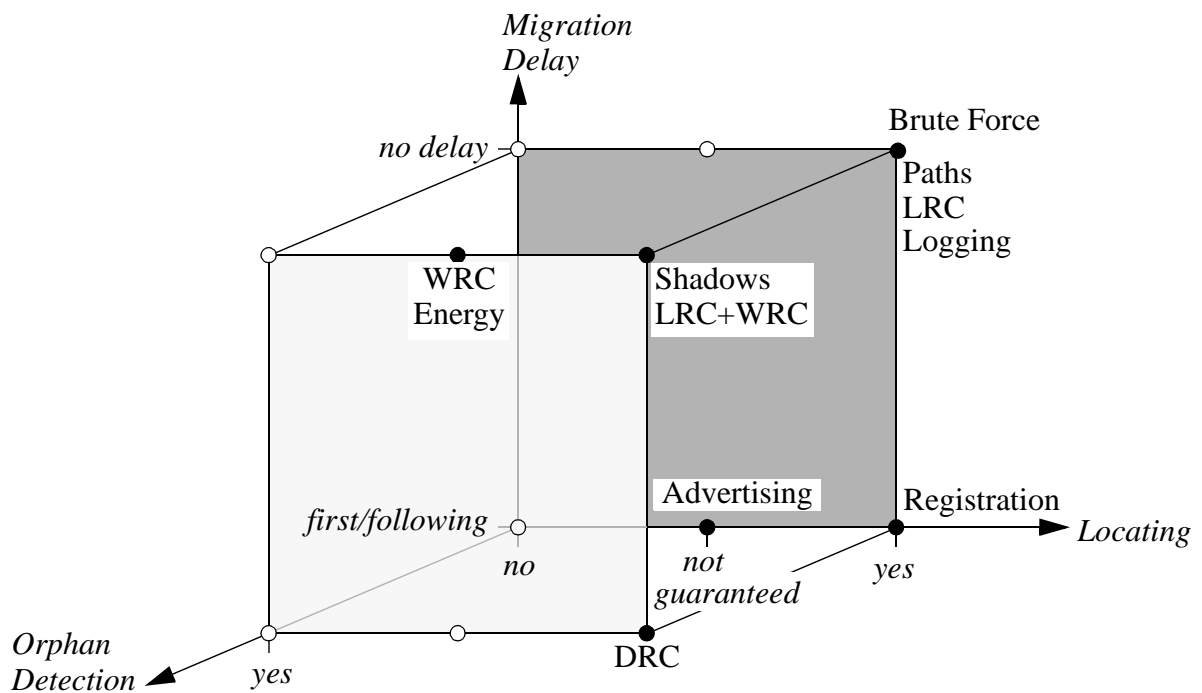 Migration
Delay
Brute Force
no delay
Paths
LRC
Logging
WRC
Energy
Shadows
LRC+WRC
Advertising
Registration
first/following
Locating
no
not
guaranteed
yes
Orphan
Detection
yes
DRC